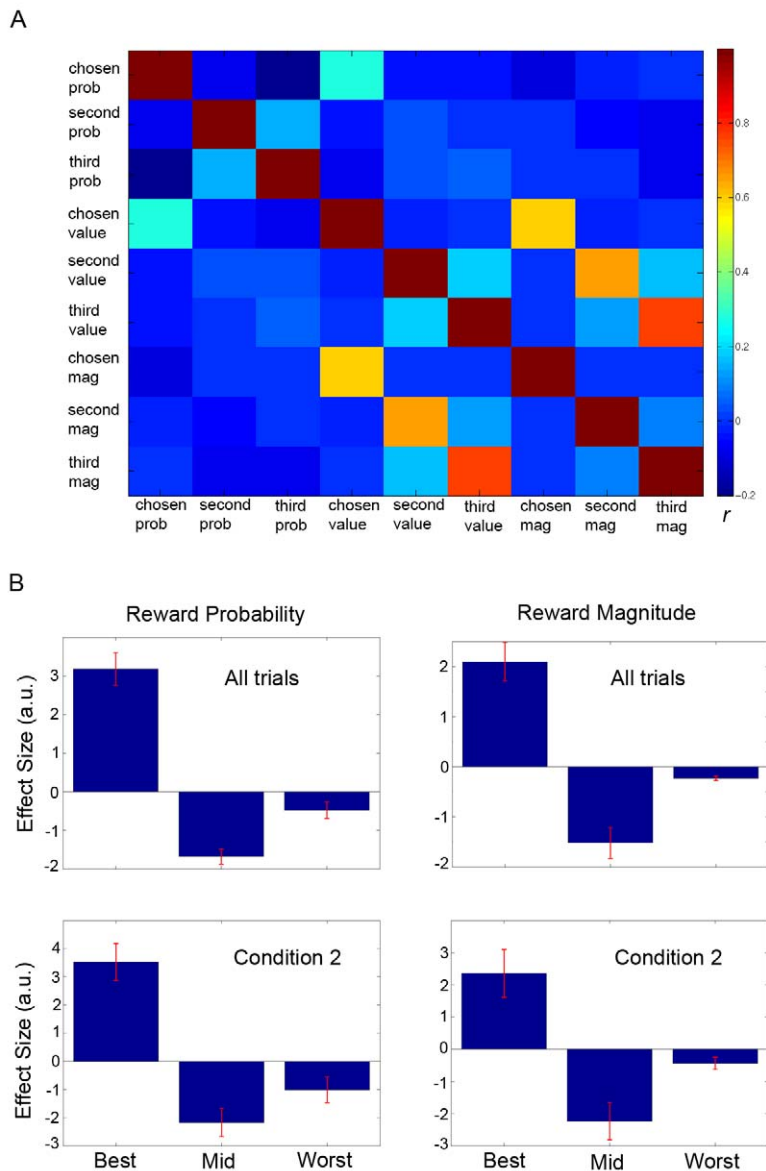 A
chosen
prob
second
prob
third
prob
chosen
value
second
value
third
value
chosen
mag
second
mag
third
mag
chosen prob
second prob
third prob
chosen value
second value
third value
chosen mag
second mag
third mag
0.8
0.6
0.4
0.2
0
-0.2
r
B
Reward Probability
Reward Magnitude
Effect Size (a.u.)
3
2
1
0
-1
-2
All trials
2
1
0
-1
-2
All trials
Effect Size (a.u.)
4
3
2
1
0
-1
-2
-3
Condition 2
Best Mid Worst
3
2
1
0
-1
-2
-3
Condition 2
Best Mid Worst